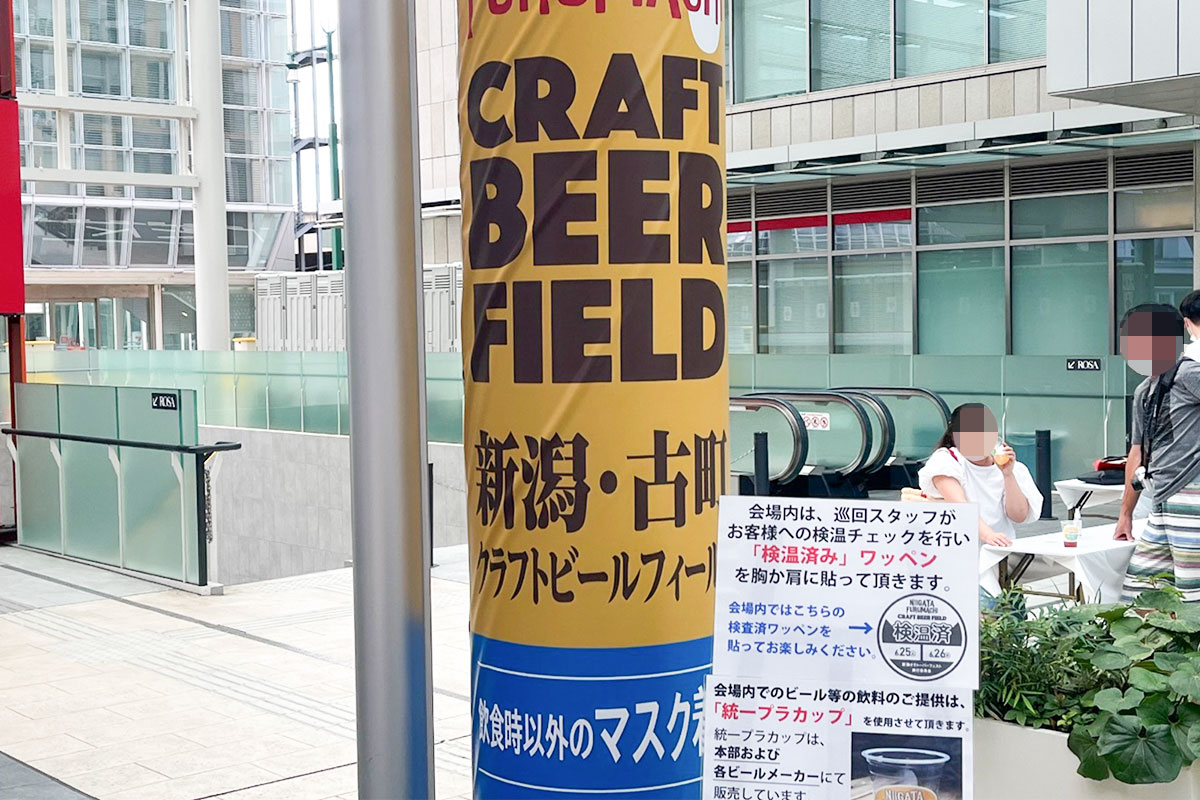 CRAFT
BEER
FIELD
新潟・古町
クラフトビールフィール
飲食時以外のマスク着
ROSA
ROSA
会場内は、巡回スタッフが
お客様への検温チェックを行い
「検温済み」ワッペン
を胸か肩に貼って頂きます。
会場内ではこちらの
検査済ワッペンを
貼ってお楽しみください。
NIIGATA
FURUMACHI
CRAFT BEER FIELD
検温済
6.25
6.26
会場内でのビール等の飲料のご提供は、
「統一プラカップ」を使用させて頂きます。
統一プラカップは、
本部および
各ビールメーカーにて
販売しています
NIIGATA